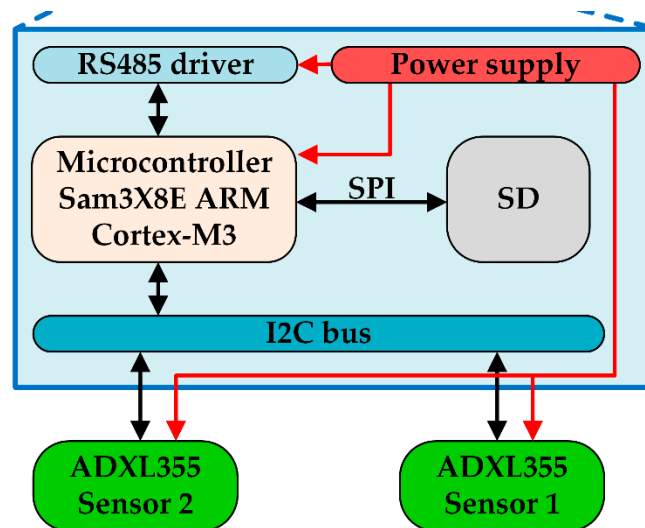 RS485 driver
Power supply
Microcontroller
Sam3X8E ARM
Cortex-M3
SPI
SD
I2C bus
ADXL355
Sensor 2
ADXL355
Sensor 1